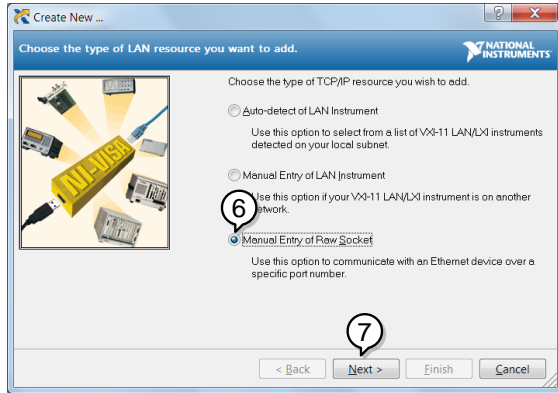 Create New ...
Choose the type of LAN resource you want to add.
NATIONAL
INSTRUMENTS
Choose the type of TCP/IP resource you wish to add.
Auto-detect of LAN Instrument
Use this option to select from a list of VXI-11 LAN/LXI instruments
detected on your local subnet.
Manual Entry of LAN Instrument
Use this option if your VXI-11 LAN/LXI instrument is on another
network.
6
Manual Entry of Raw Socket
Use this option to communicate with an Ethernet device over a
specific port number.
NI-VISA
7
< Back
Next >
Finish
Cancel